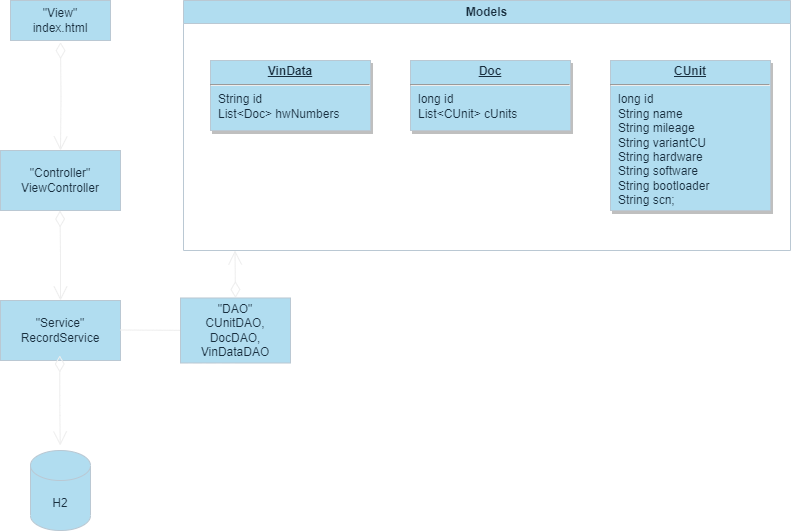 "View"
index.html
"Controller"
ViewController
"Service"
RecordService
H2
"DAO"
CUnitDAO,
DocDAO,
VinDataDAO
Models
VinData
String id
List<Doc> hwNumbers
Doc
long id
List<CUnit> cUnits
CUnit
long id
String name
String mileage
String variantCU
String hardware
String software
String bootloader
String scn;